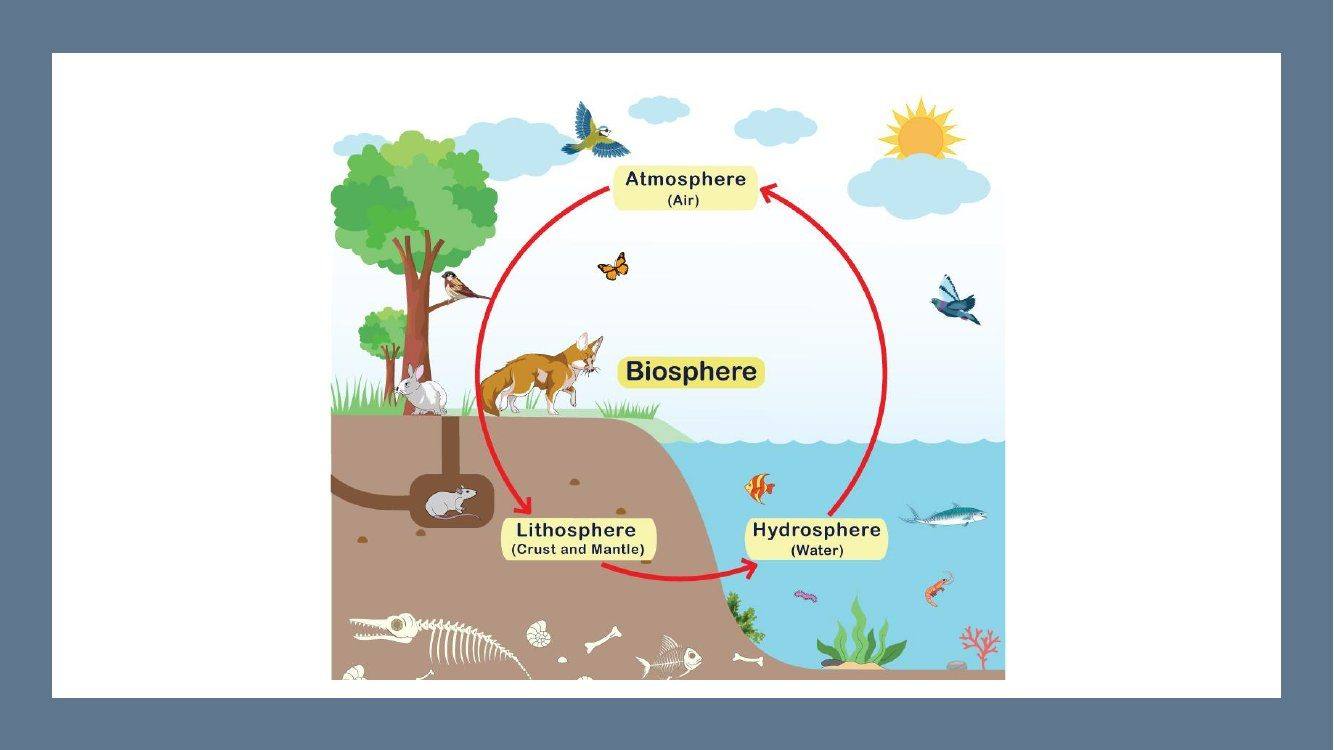 Atmosphere
(Air)
Biosphere
Lithosphere
(Crust and Mantle)
Hydrosphere
(Water)